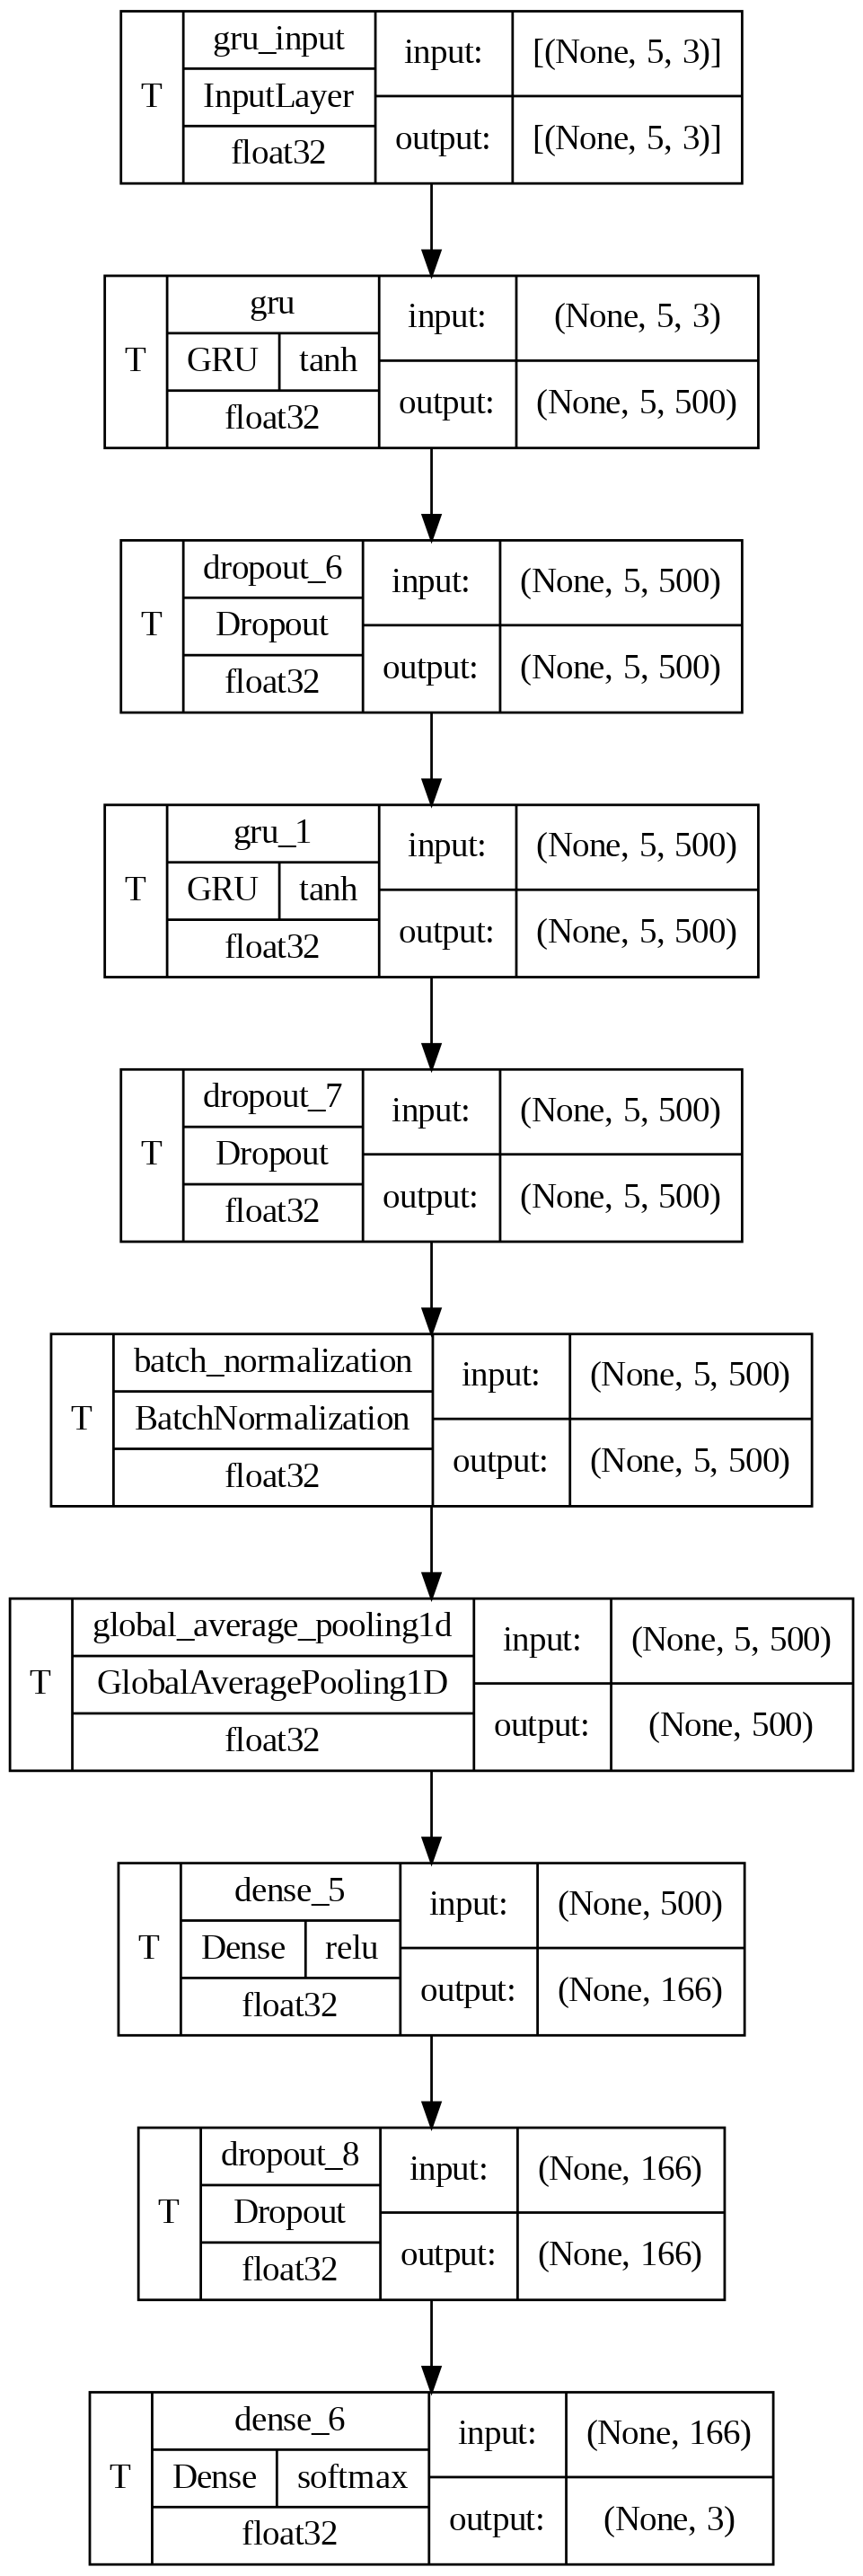 T
gru_input
InputLayer
float32
input:
[(None, 5, 3)]
output:
[(None, 5, 3)]
T
gru
GRU
tanh
float32
input:
(None, 5, 3)
output:
(None, 5, 500)
T
dropout_6
Dropout
float32
input:
(None, 5, 500)
output:
(None, 5, 500)
T
gru_1
GRU
tanh
float32
input:
(None, 5, 500)
output:
(None, 5, 500)
T
dropout_7
Dropout
float32
input:
(None, 5, 500)
output:
(None, 5, 500)
T
batch_normalization
BatchNormalization
float32
input:
(None, 5, 500)
output:
(None, 5, 500)
T
global_average_pooling1d
GlobalAveragePooling1D
float32
input:
(None, 5, 500)
output:
(None, 500)
T
dense_5
Dense
relu
float32
input:
(None, 500)
output:
(None, 166)
T
dropout_8
Dropout
float32
input:
(None, 166)
output:
(None, 166)
T
dense_6
Dense
softmax
float32
input:
(None, 166)
output:
(None, 3)